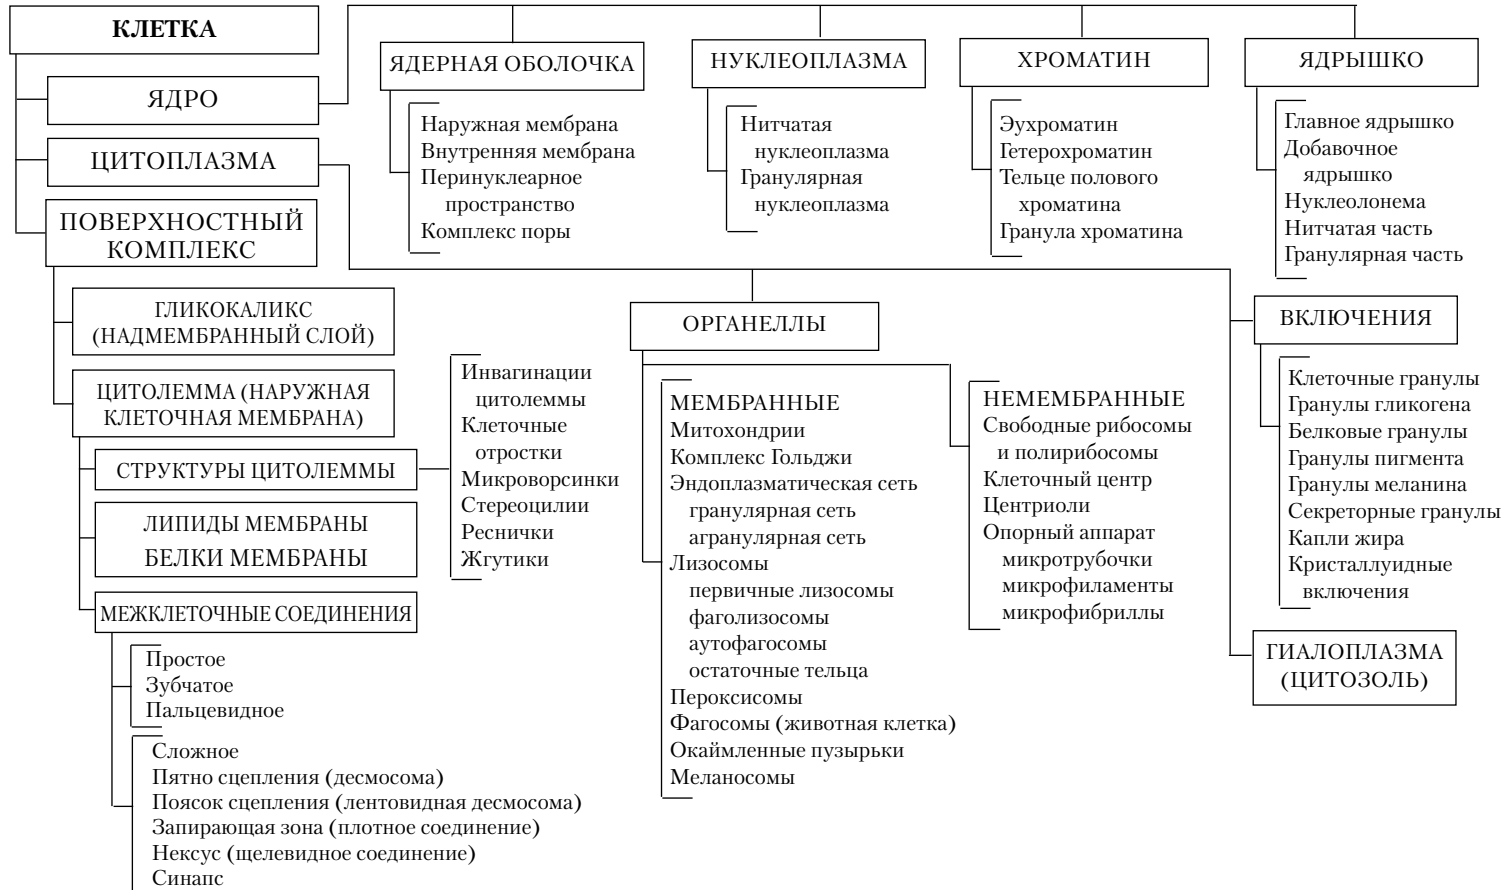 КЛЕТКА
ЯДРО
ЦИТОПЛАЗМА
ПОВЕРХНОСТНЫЙ
КОМПЛЕКС
ЯДЕРНАЯ ОБОЛОЧКА
Наружная мембрана
Внутренняя мембрана
Перинуклеарное
пространство
Комплекс поры
НУКЛЕОПЛАЗМА
Нитчатая
нуклеоплазма
Гранулярная
нуклеоплазма
ХРОМАТИН
Эухроматин
Гетерохроматин
Тельце полового
хроматина
Гранула хроматина
ЯДРЫШКО
Главное ядрышко
Добавочное
ядрышко
Нуклеолонема
Нитчатая часть
Гранулярная часть
ГЛИКОКАЛИКС
(НАДМЕМБРАННЫЙ СЛОЙ)
ЦИТОЛЕММА (НАРУЖНАЯ
КЛЕТОЧНАЯ МЕМБРАНА)
СТРУКТУРЫ ЦИТОЛЕММЫ
ЛИПИДЫ МЕМБРАНЫ
БЕЛКИ МЕМБРАНЫ
МЕЖКЛЕТОЧНЫЕ СОЕДИНЕНИЯ
Простое
Зубчатое
Пальцевидное
Сложное
Пятно сцепления (десмосома)
Поясок сцепления (лентовидная десмосома)
Запирающая зона (плотное соединение)
Нексус (щелевидное соединение)
Синапс
Инвагинации
цитолеммы
Клеточные
отростки
Микроворсинки
Стереоцилии
Реснички
Жгутики
ОРГАНЕЛЛЫ
МЕМБРАННЫЕ
Митохондрии
Комплекс Гольджи
Эндоплазматическая сеть
гранулярная сеть
агранулярная сеть
Лизосомы
первичные лизосомы
фаголизосомы
аутофагосомы
остаточные тельца
Пероксисомы
Фагосомы (животная клетка)
Окаймленные пузырьки
Меланосомы
НЕМЕМБРАННЫЕ
Свободные рибосомы
и полирибосомы
Клеточный центр
Центриоли
Опорный аппарат
микротрубочки
микрофиламенты
микрофибриллы
ВКЛЮЧЕНИЯ
Клеточные гранулы
Гранулы гликогена
Белковые гранулы
Гранулы пигмента
Гранулы меланина
Секреторные гранулы
Капли жира
Кристаллуидные
включения
ГИАЛОПЛАЗМА
(ЦИТОЗОЛЬ)